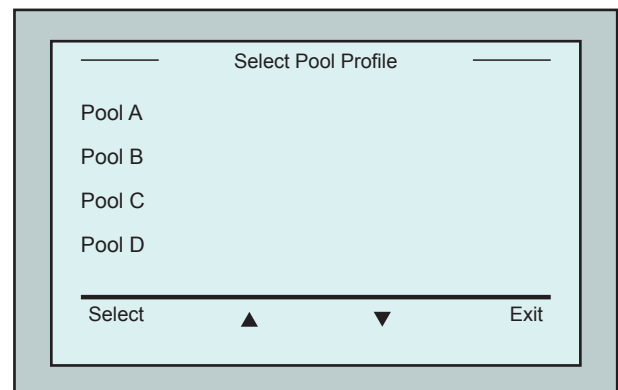 Select Pool Profile
Pool A
Pool B
Pool C
Pool D
Select ▲ ▼ Exit